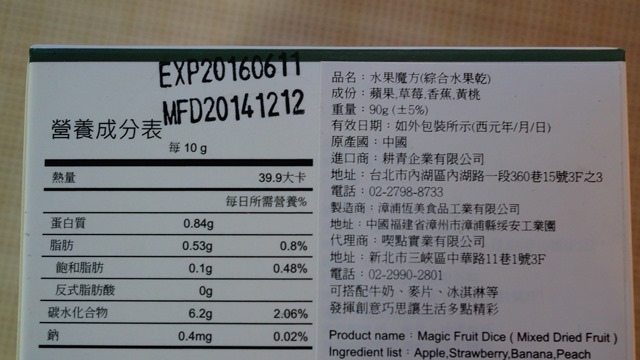 EXP20160611
MFD20141212
營養成分表
每 10 g
熱量 39.9大卡
每日所需營養%
蛋白質 0.84g
脂肪 0.53g 0.8%
飽和脂肪 0.1g 0.48%
反式脂肪酸 0g
碳水化合物 6.2g 2.06%
鈉 0.4mg 0.02%
品名：水果魔方(綜合水果乾)
成份：蘋果,草莓,香蕉,黃桃
重量：90g (±5%)
有效日期：如外包裝所示(西元年/月/日)
原產國：中國
進口商：耕青企業有限公司
地址：台北市內湖區內湖路一段360巷15號3F之3
電話：02-2798-8733
製造商：漳浦恆美食品工業有限公司
地址：中國福建省漳州市漳浦縣綏安工業園
代理商：喫點實業有限公司
地址：新北市三峽區中華路11巷1號3F
電話：02-2990-2801
可搭配牛奶、麥片、冰淇淋等
發揮創意巧思讓生活多點精彩
Product name：Magic Fruit Dice ( Mixed Dried Fruit )
Ingredient list：Apple,Strawberry,Banana,Peach